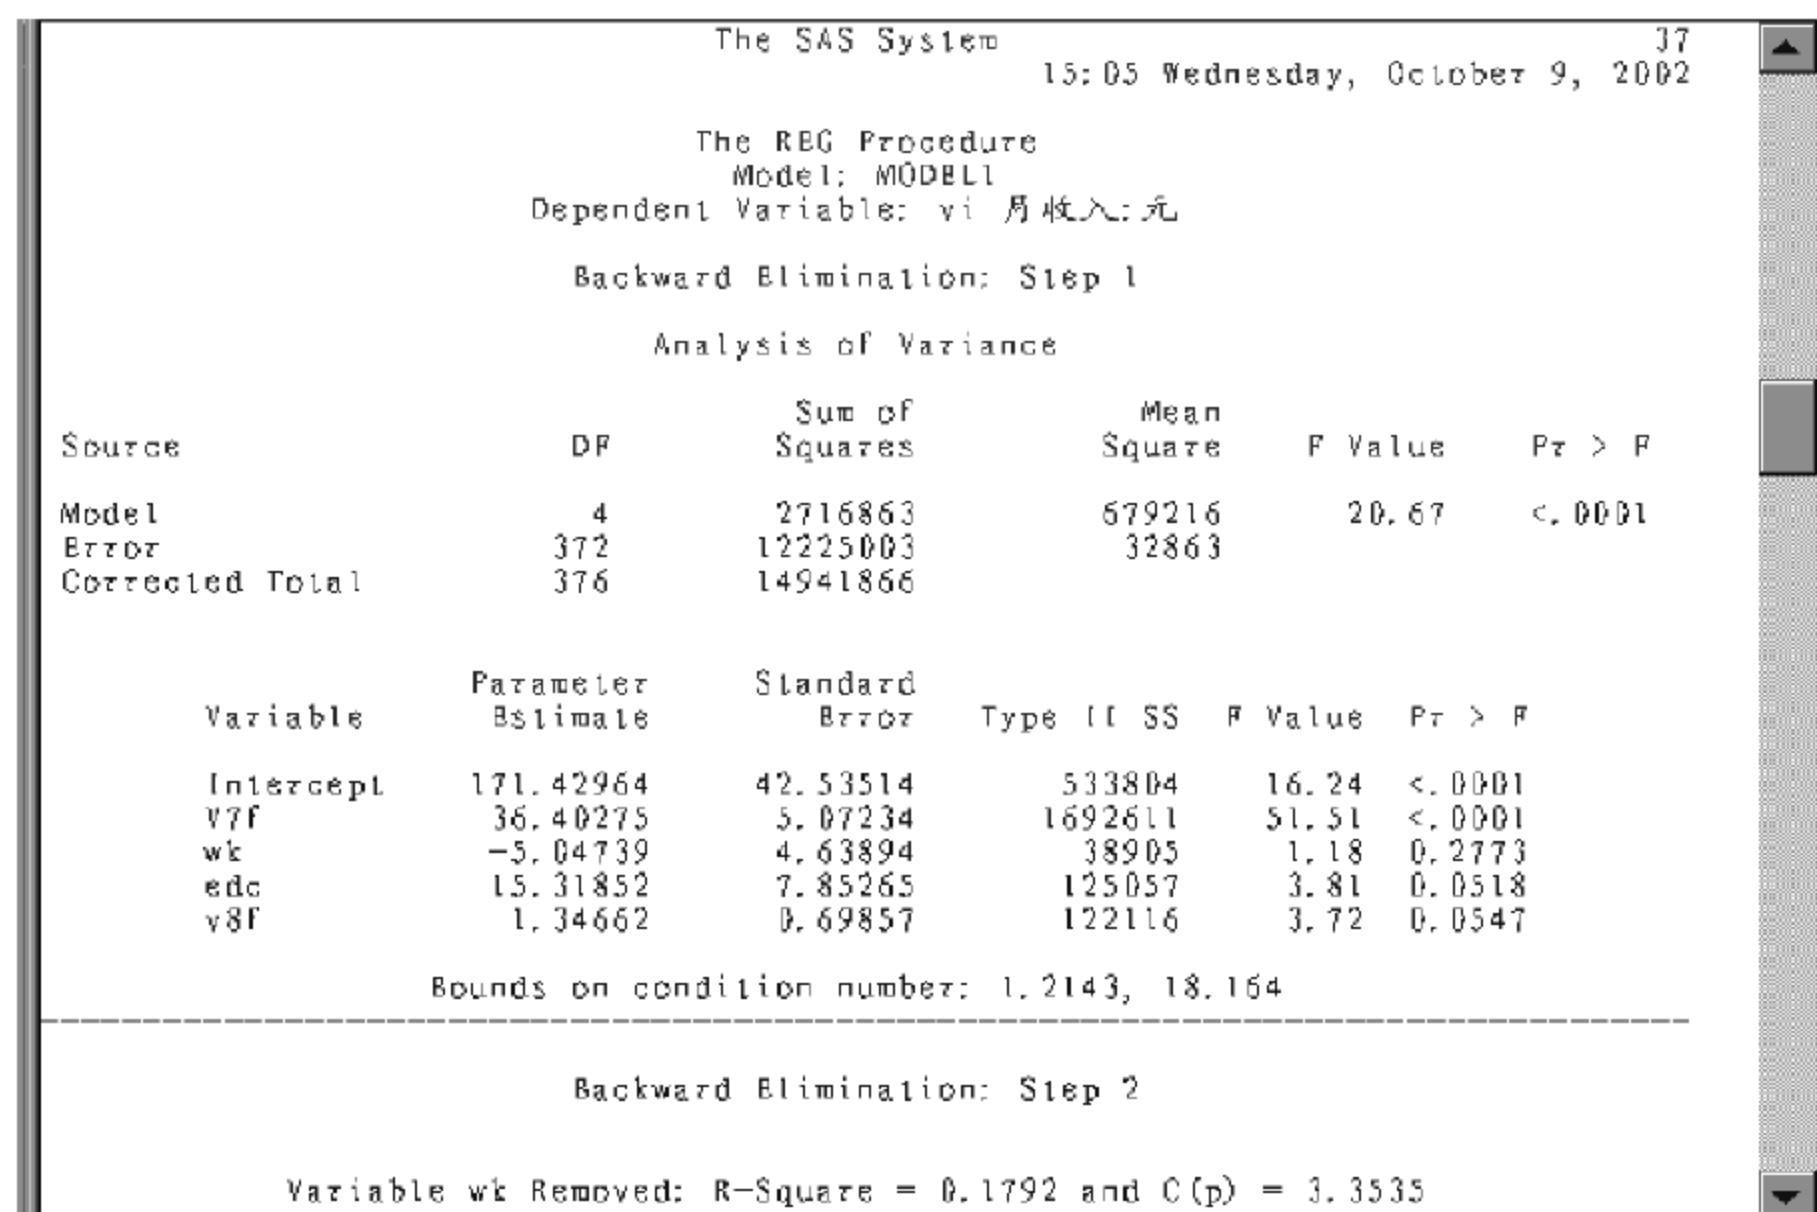 The SAS System 37
15:05 Wednesday, October 9, 2002
The REG Procedure
Model: MODEL1
Dependent Variable: vi 月收入:元
Backward Elimination: Step 1
Analysis of Variance
Sum of Mean
Source DF Squares Square F Value Pr > F
Model 4 2716863 679216 20.67 <.0001
Error 372 12225003 32863
Corrected Total 376 14941866
Parameter Standard
Variable Estimate Error Type II SS F Value Pr > F
Intercept 171.42964 42.53514 533804 16.24 <.0001
V7f 36.40275 5.07234 1692611 51.51 <.0001
wk -5.04739 4.63894 38905 1.18 0.2773
edc 15.31852 7.85265 125057 3.81 0.0518
v8f 1.34662 0.69857 122116 3.72 0.0547
Bounds on condition number: 1.2143, 18.164
Backward Elimination: Step 2
Variable wk Removed: R-Square = 0.1792 and C(p) = 3.3535